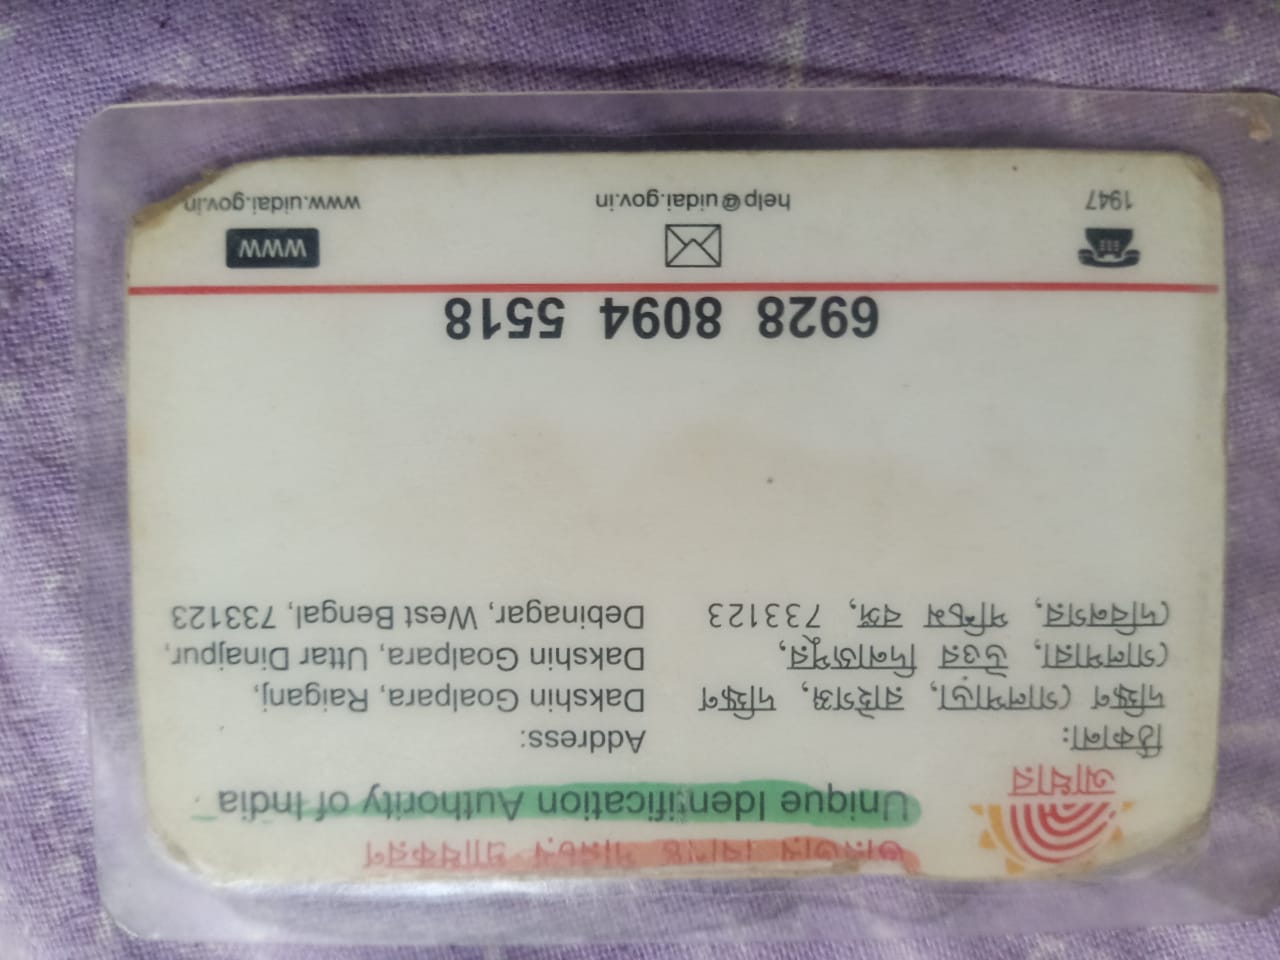 ভারতীয় বিশিষ্ট পরিচয় প্রাধিকরণ
Unique Identification Authority of India
আধার
ঠিকানা:
দক্ষিণ গোলপাড়া, রাইগঞ্জ, দক্ষিণ
গোলপারা, উত্তর দিনাজপুর,
দেবিনগর, পশ্চিম বঙ্গ, 733123
Address:
Dakshin Goalpara, Raiganj,
Dakshin Goalpara, Uttar Dinajpur,
Debinagar, West Bengal, 733123
6928 8094 5518
1947
help@uidai.gov.in
WWW
www.uidai.gov.in